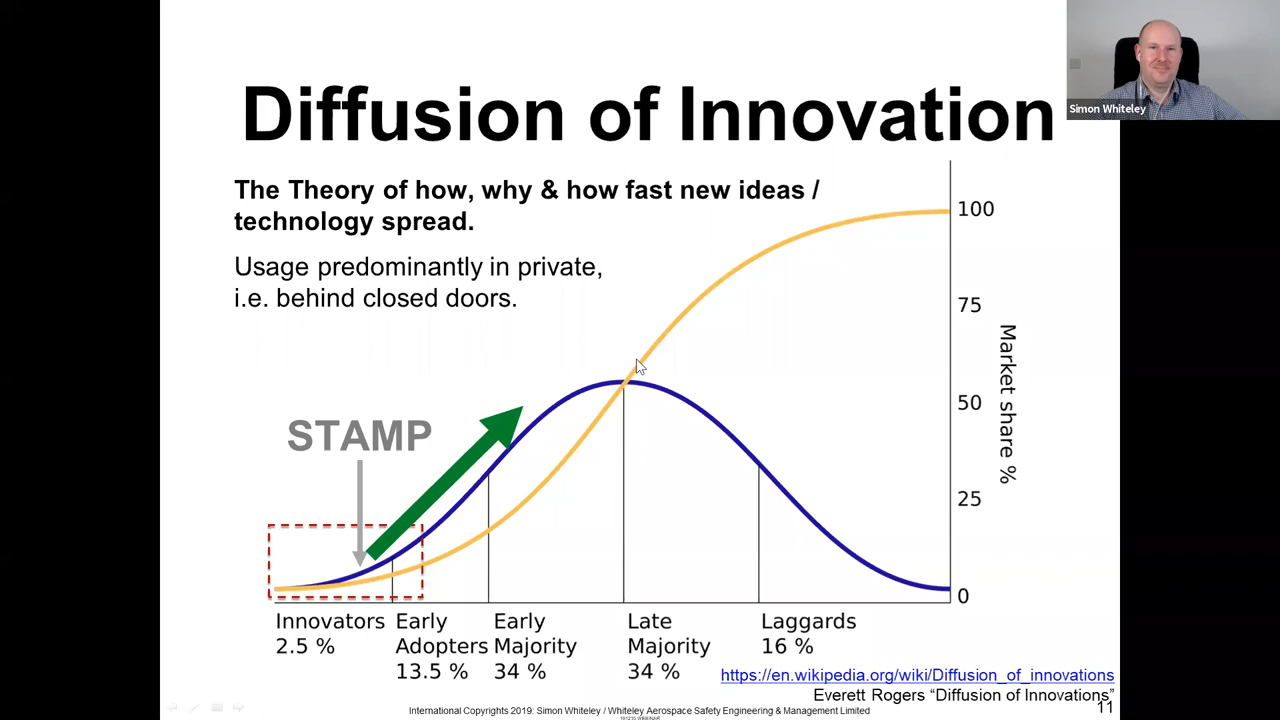 Diffusion of Innovation
Simon Whiteley
The Theory of how, why & how fast new ideas /
technology spread.
Usage predominantly in private,
i.e. behind closed doors.
STAMP
100
75
50
25
0
Market share %
Innovators
2.5 %
Early
Adopters
13.5 %
Early
Majority
34 %
Late
Majority
34 %
Laggards
16 %
https://en.wikipedia.org/wiki/Diffusion_of_innovations
Everett Rogers “Diffusion of Innovations”
11
International Copyrights 2019: Simon Whiteley / Whiteley Aerospace Safety Engineering & Management Limited